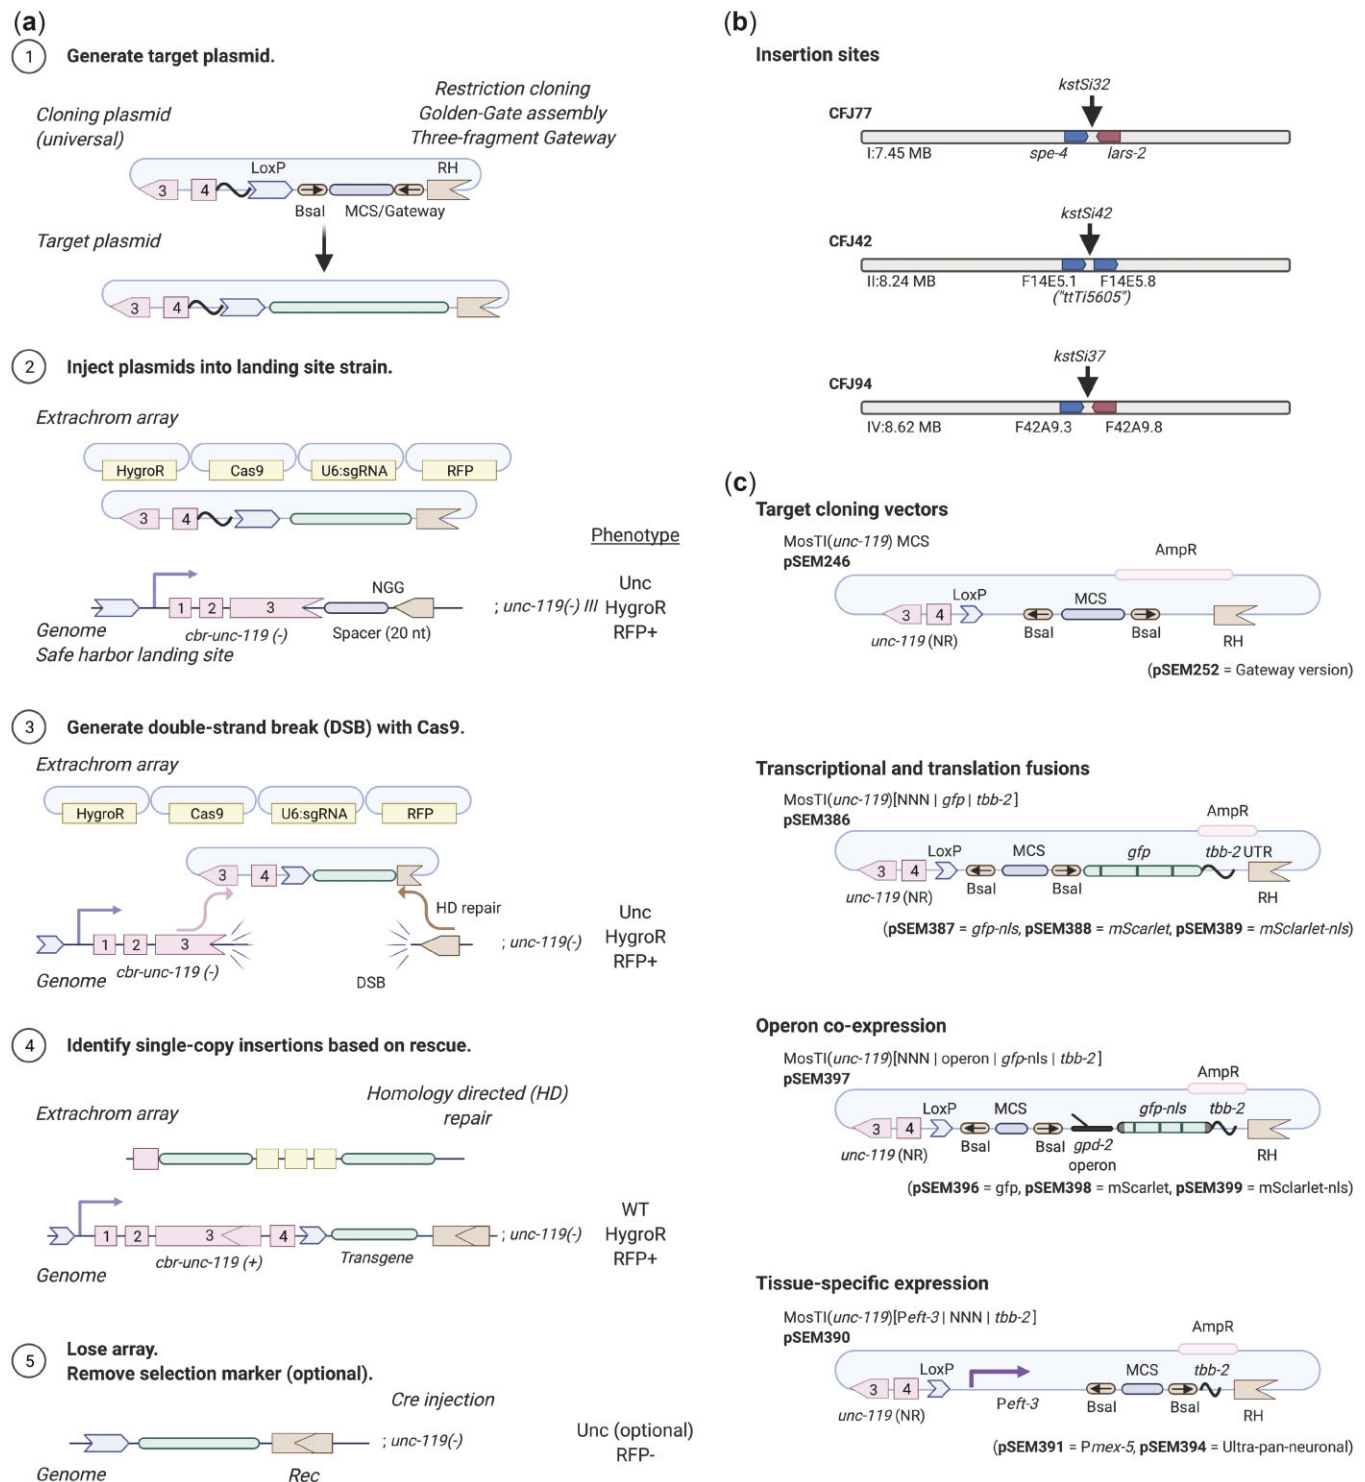 (a)
1 Generate target plasmid.
Cloning plasmid
(universal)
Restriction cloning
Golden-Gate assembly
Three-fragment Gateway
LoxP
RH
3 4
BsaI MCS/Gateway
Target plasmid
3 4
2 Inject plasmids into landing site strain.
Extrachrom array
HygroR Cas9 U6:sgRNA RFP
3 4
Phenotype
NGG
1 2 3
; unc-119(-) III
Unc
HygroR
RFP+
cbr-unc-119 (-) Spacer (20 nt)
Genome
Safe harbor landing site
3 Generate double-strand break (DSB) with Cas9.
Extrachrom array
HygroR Cas9 U6:sgRNA RFP
3 4
HD repair
1 2 3
; unc-119(-)
Unc
HygroR
RFP+
cbr-unc-119 (-)
Genome
DSB
4 Identify single-copy insertions based on rescue.
Extrachrom array
Homology directed (HD)
repair
1 2 3 4
; unc-119(-)
WT
HygroR
RFP+
cbr-unc-119 (+)
Transgene
Genome
5 Lose array.
Remove selection marker (optional).
Cre injection
; unc-119(-)
Unc (optional)
RFP-
Genome
Rec
(b)
Insertion sites
kstSi32
CFJ77
I:7.45 MB spe-4 lars-2
kstSi42
CFJ42
II:8.24 MB F14E5.1 F14E5.8
("ttTi5605")
kstSi37
CFJ94
IV:8.62 MB F42A9.3 F42A9.8
(c)
Target cloning vectors
MosTI(unc-119) MCS
pSEM246
AmpR
LoxP
3 4 MCS
unc-119 (NR) BsaI BsaI RH
(pSEM252 = Gateway version)
Transcriptional and translation fusions
MosTI(unc-119)[NNN | gfp | tbb-2]
pSEM386
AmpR
LoxP MCS gfp tbb-2 UTR
3 4
unc-119 (NR) BsaI BsaI RH
(pSEM387 = gfp-nls, pSEM388 = mScarlet, pSEM389 = mSclarlet-nls)
Operon co-expression
MosTI(unc-119)[NNN | operon | gfp-nls | tbb-2]
pSEM397
AmpR
LoxP MCS gfp-nls tbb-2
3 4
unc-119 (NR) BsaI BsaI gpd-2
operon
RH
(pSEM396 = gfp, pSEM398 = mScarlet, pSEM399 = mSclarlet-nls)
Tissue-specific expression
MosTI(unc-119)[Peft-3 | NNN | tbb-2]
pSEM390
AmpR
LoxP MCS tbb-2
3 4
unc-119 (NR) Peft-3 BsaI BsaI RH
(pSEM391 = Pmex-5, pSEM394 = Ultra-pan-neuronal)